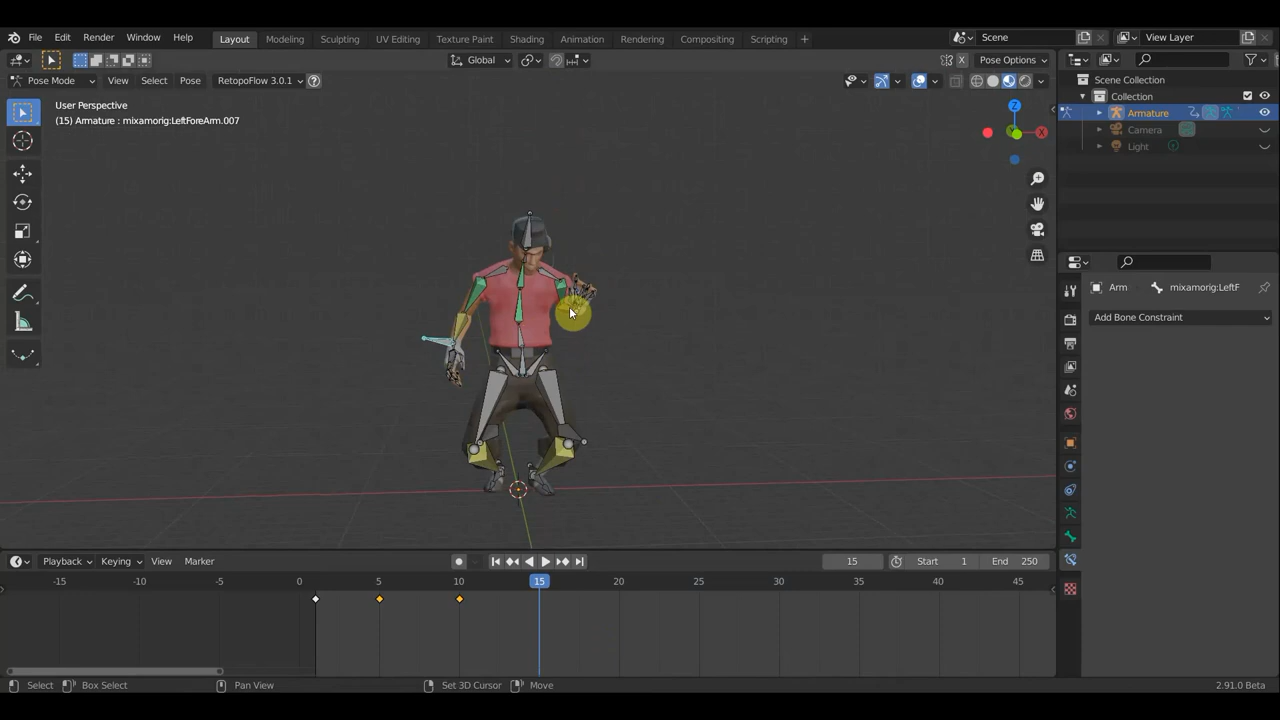 File Edit Render Window Help
Layout Modeling Sculpting UV Editing Texture Paint Shading Animation Rendering Compositing Scripting +
Scene
View Layer
Global
X
Pose Options
Pose Mode View Select Pose RetopoFlow 3.0.1
User Perspective
(15) Armature : mixamorig:LeftForeArm.007
Z
X
Scene Collection
Collection
Armature
Camera
Light
Arm
mixamorig:LeftF
Add Bone Constraint
Playback Keying View Marker
15
Start 1
End 250
-15 -10 -5 0 5 10 15 20 25 30 35 40 45
Select Box Select Pan View Set 3D Cursor Move
2.91.0 Beta